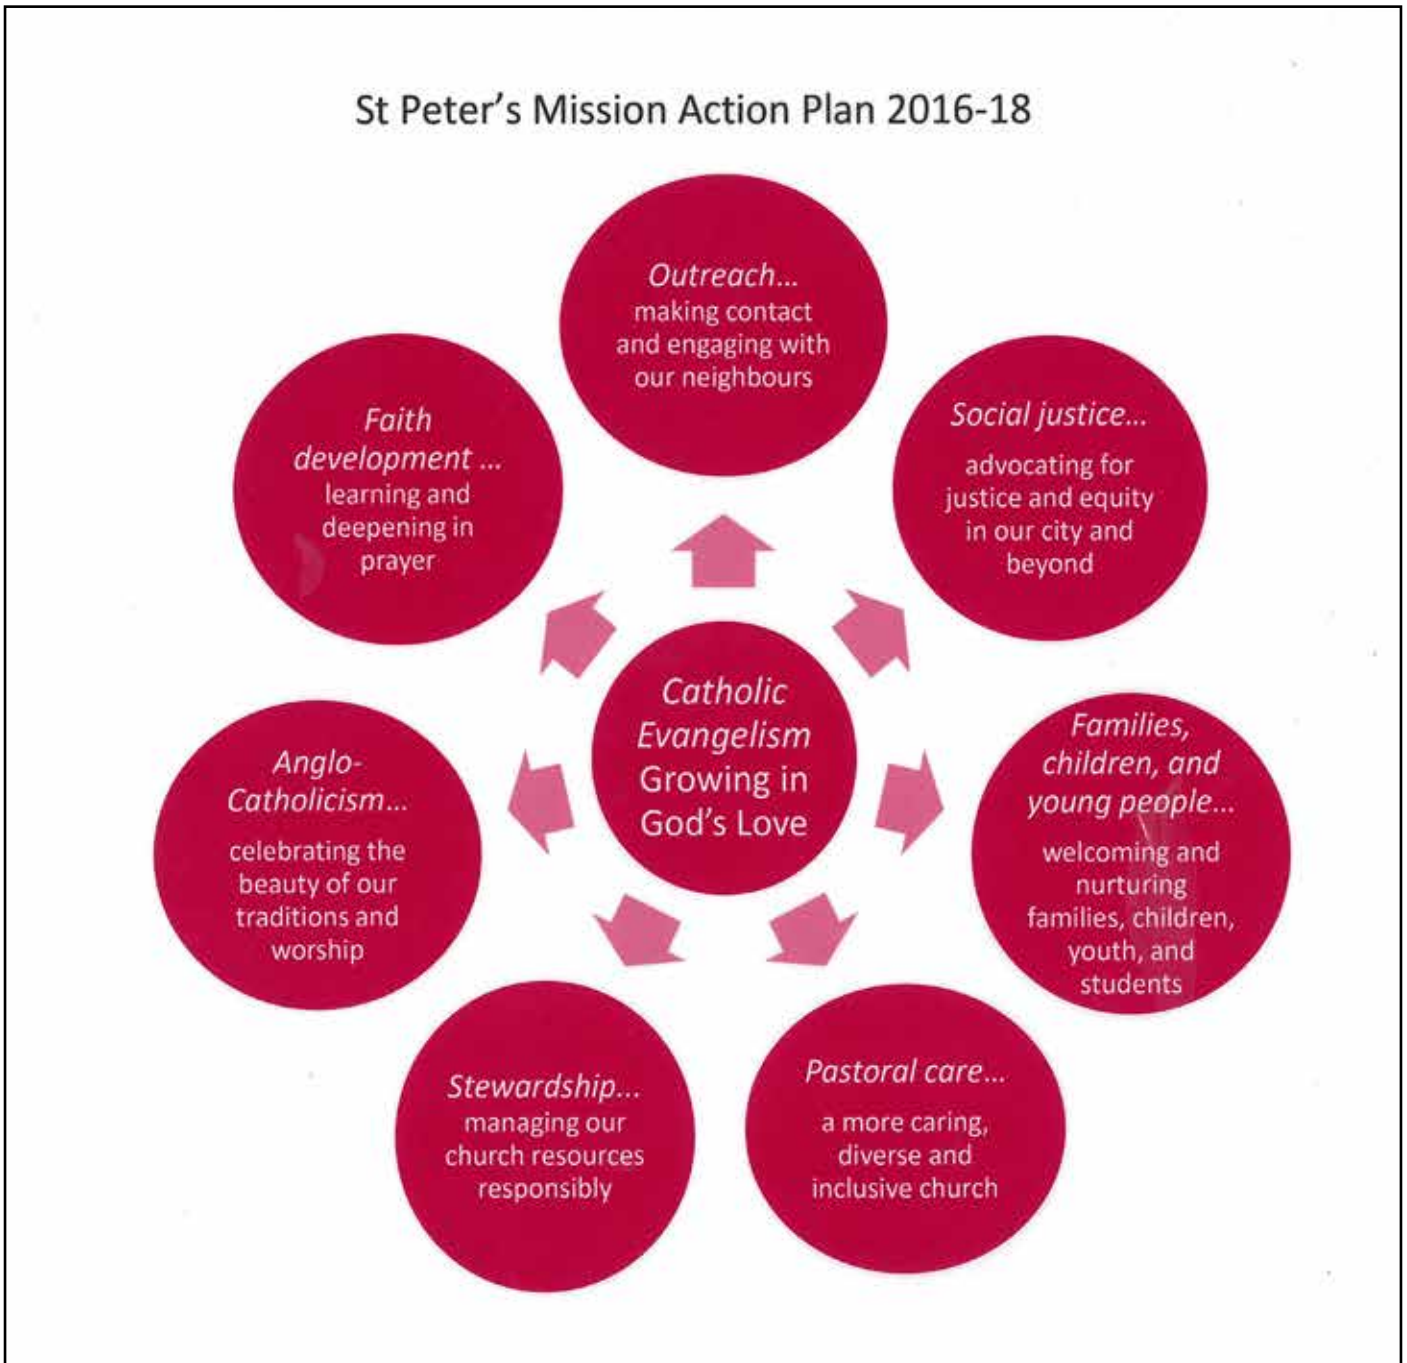 St Peter's Mission Action Plan 2016-18
Outreach...
making contact
and engaging with
our neighbours
Social justice...
advocating for
justice and equity
in our city and
beyond
Families,
children, and
young people...
welcoming and
nurturing
families, children,
youth, and
students
Pastoral care...
a more caring,
diverse and
inclusive church
Stewardship...
managing our
church resources
responsibly
Anglo-
Catholicism...
celebrating the
beauty of our
traditions and
worship
Faith
development ...
learning and
deepening in
prayer
Catholic
Evangelism
Growing in
God's Love